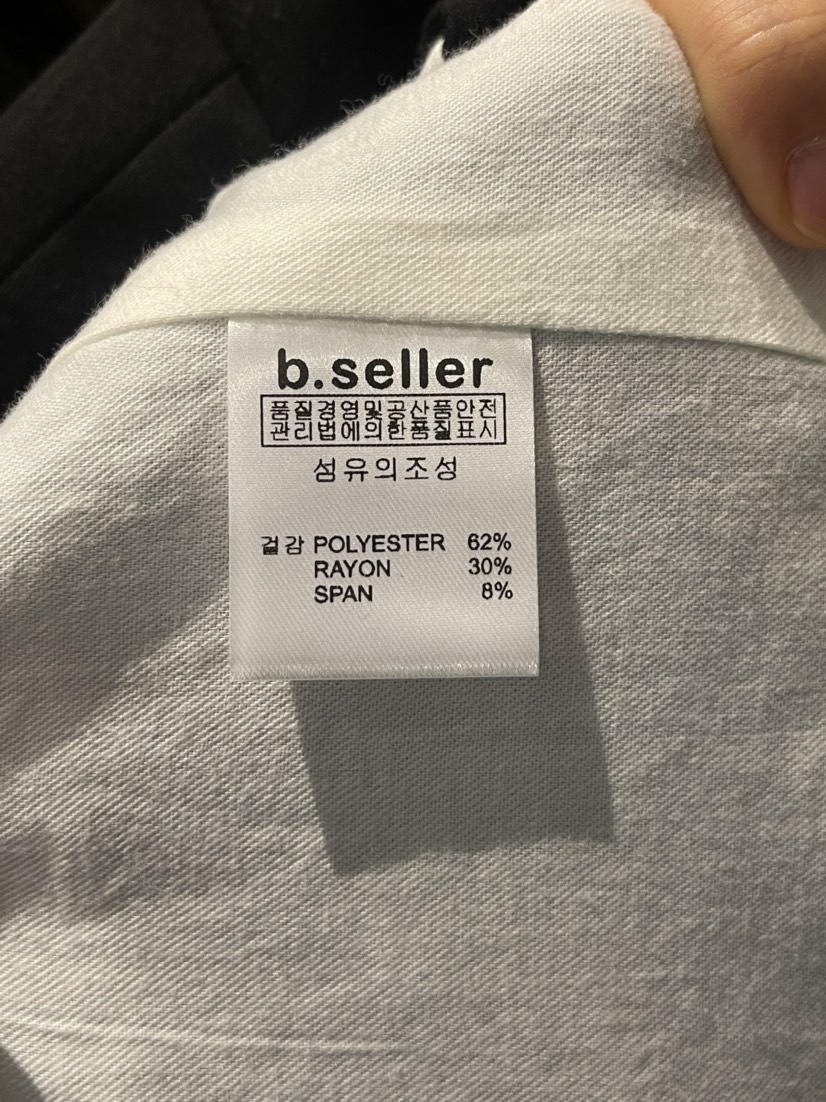 b.seller
품질경영및공산품안전
관리법에의한품질표시
섬유의조성
겉감 POLYESTER 62%
RAYON 30%
SPAN 8%